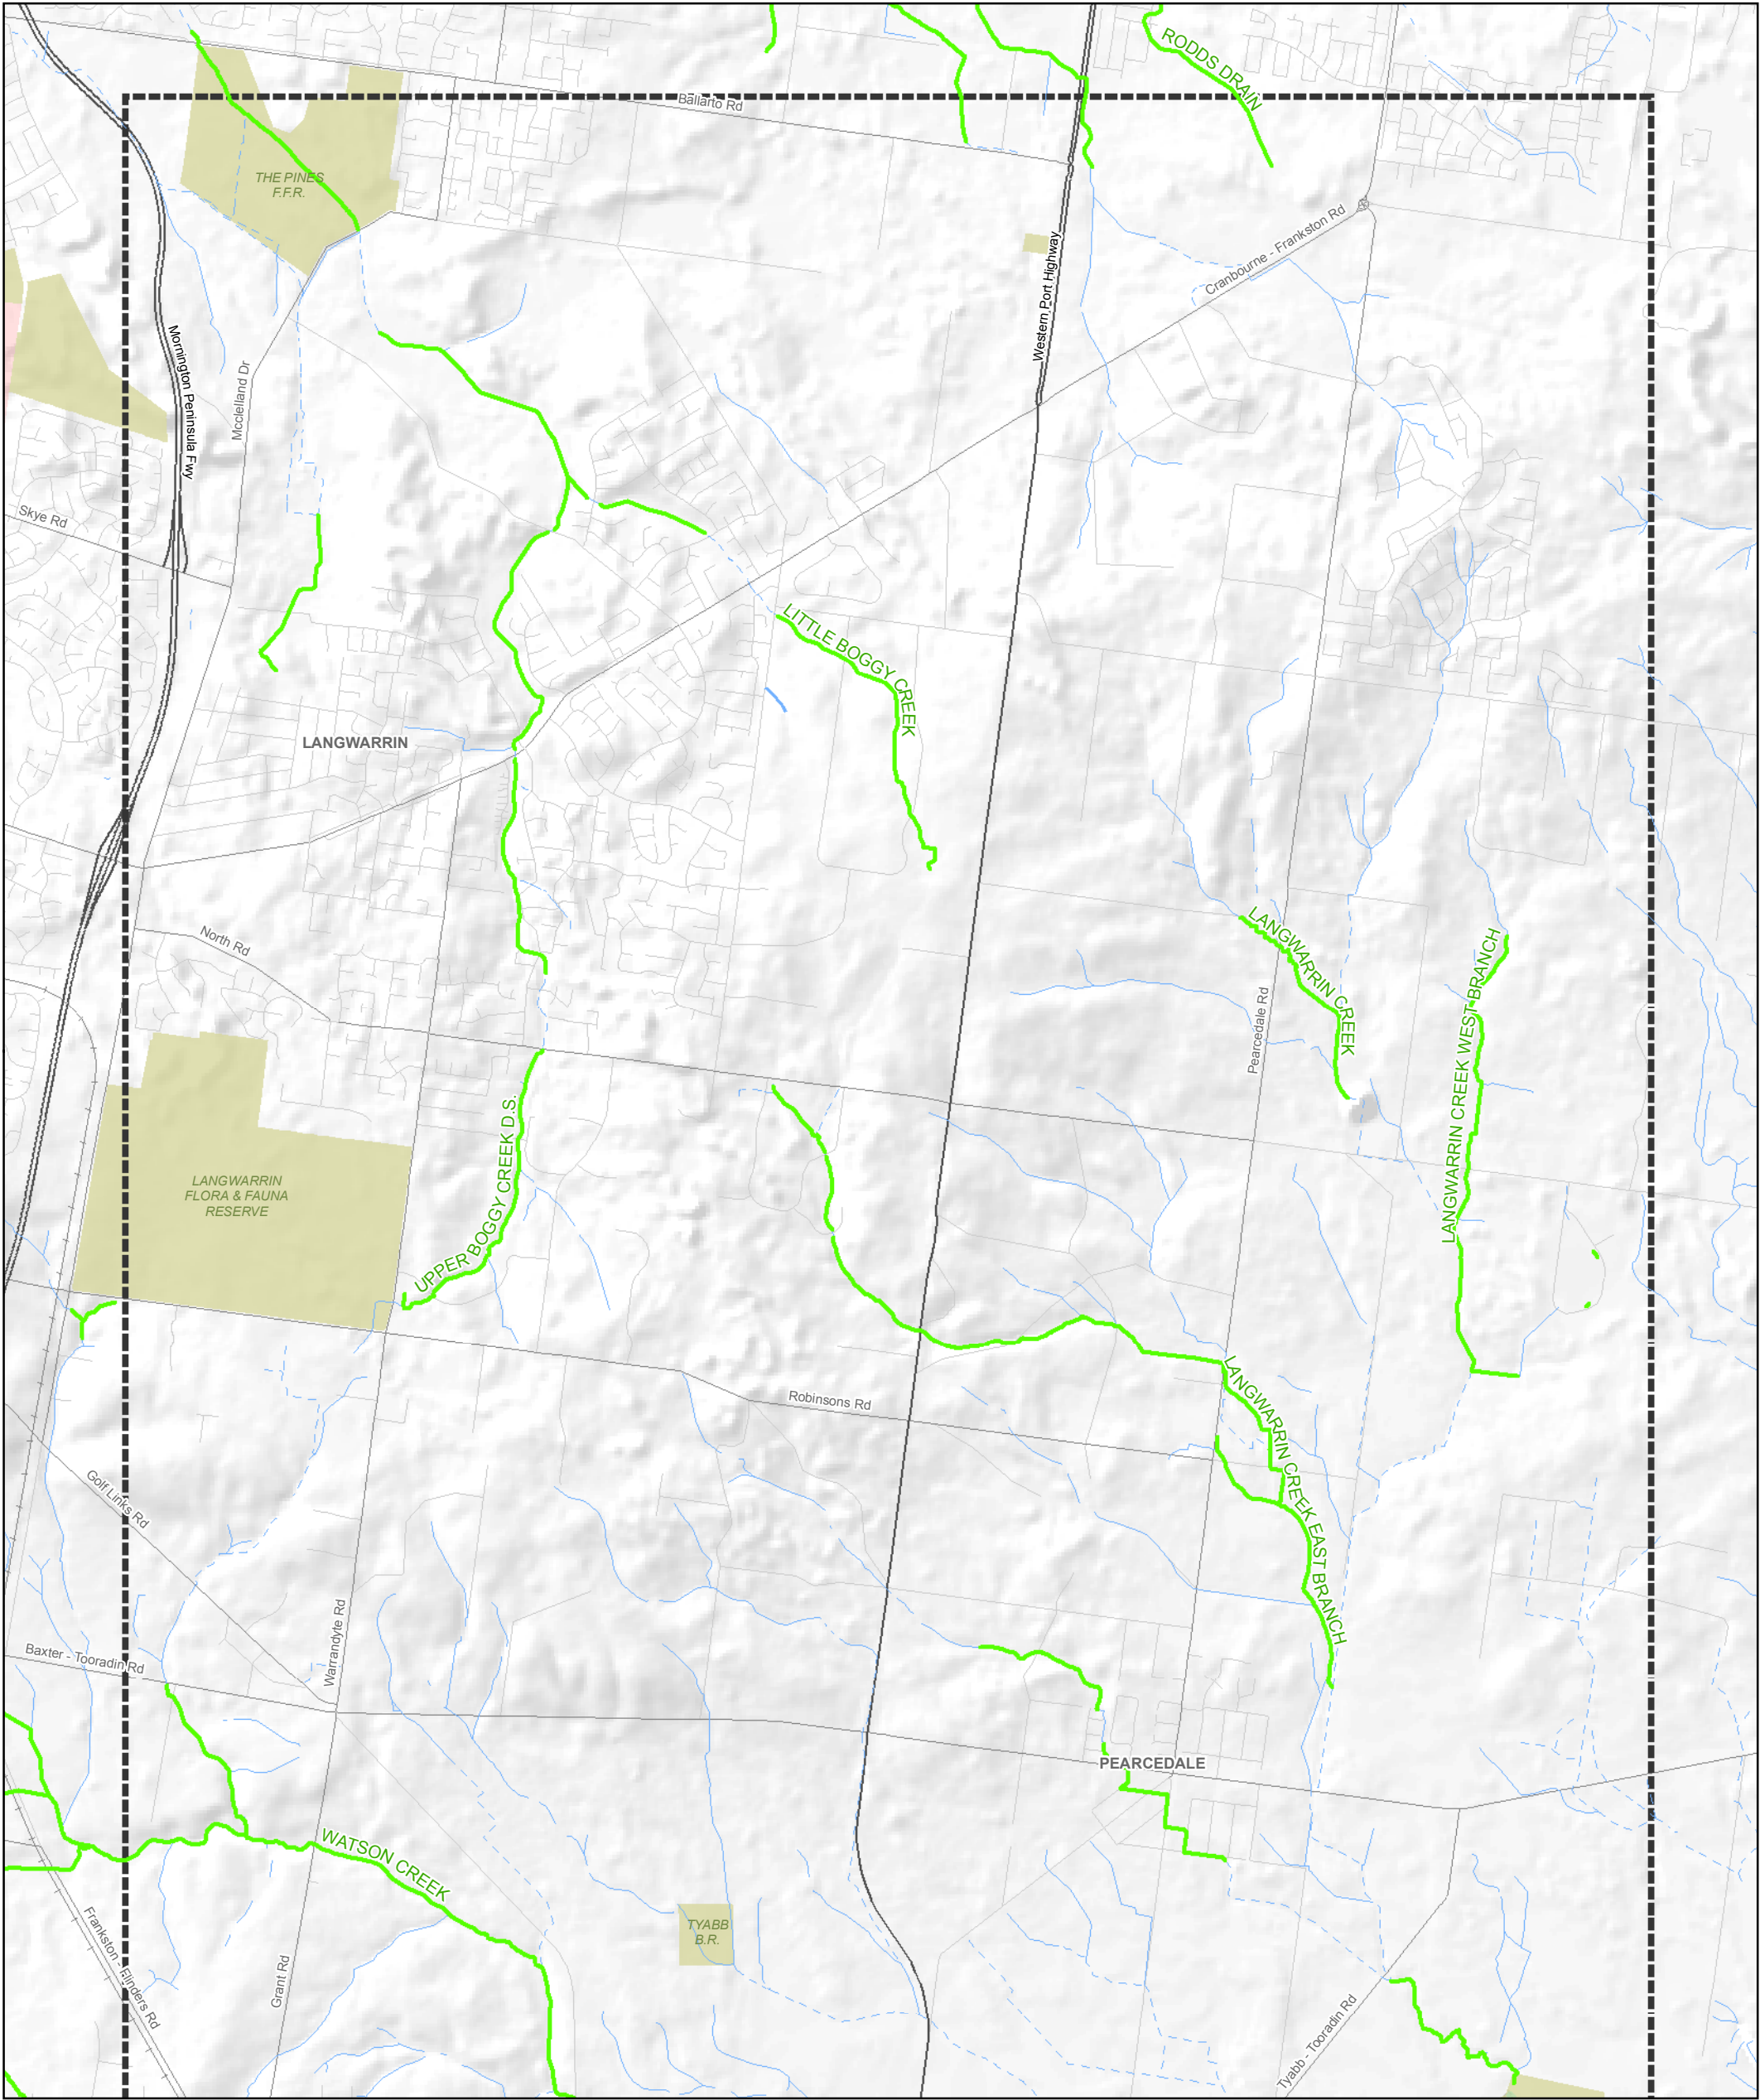 RODDS DRAIN
Ballarto Rd
THE PINES
F.F.R.
Cranbourne - Frankston Rd
Western Port Highway
Mornington Peninsula Fwy
Mcclelland Dr
Skye Rd
LITTLE BOGGY CREEK
LANGWARRIN
North Rd
LANGWARRIN CREEK
LANGWARRIN CREEK WEST BRANCH
Pearcedale Rd
UPPER BOGGY CREEK D.S.
LANGWARRIN
FLORA & FAUNA
RESERVE
Robinsons Rd
LANGWARRIN CREEK EAST BRANCH
Golf Links Rd
Warrandyte Rd
Baxter - Tooradin Rd
PEARCEDALE
WATSON CREEK
TYABB
B.R.
Frankston - Flinders Rd
Grant Rd
Tyabb - Tooradin Rd